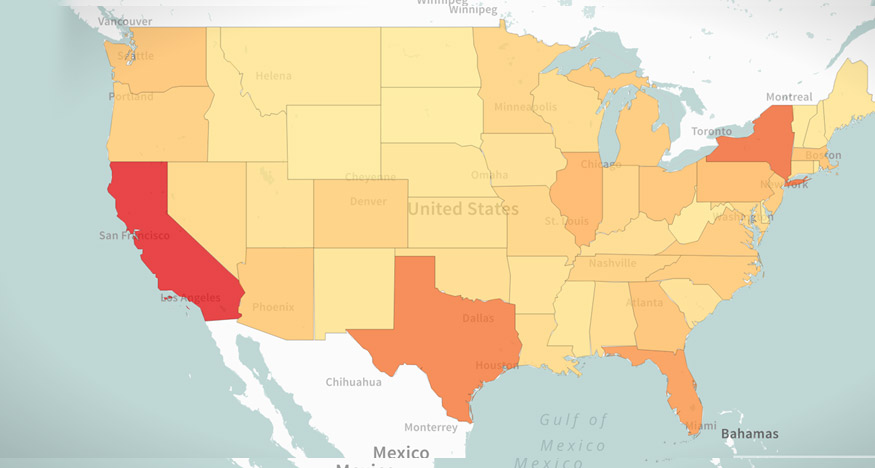 Winnipeg
Winnipeg
Vancouver
Seattle
Helena
Portland
Minneapolis
Montreal
Toronto
Boston
Chicago
Cheyenne
Omaha
New York
Denver
United States
Washington
St. Louis
San Francisco
Nashville
Los Angeles
Phoenix
Atlanta
Dallas
Houston
Chihuahua
Monterrey
Gulf of
Mexico
Miami
Bahamas
Mexico
Mexico